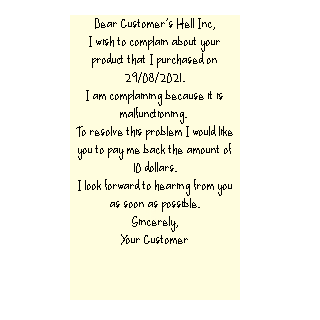 Dear Customer's Hell Inc,
I wish to complain about your
product that I purchased on
29/08/2021.
I am complaining because it is
malfunctioning.
To resolve this problem I would like
you to pay me back the amount of
10 dollars.
I look forward to hearing from you
as soon as possible.
Sincerely,
Your Customer